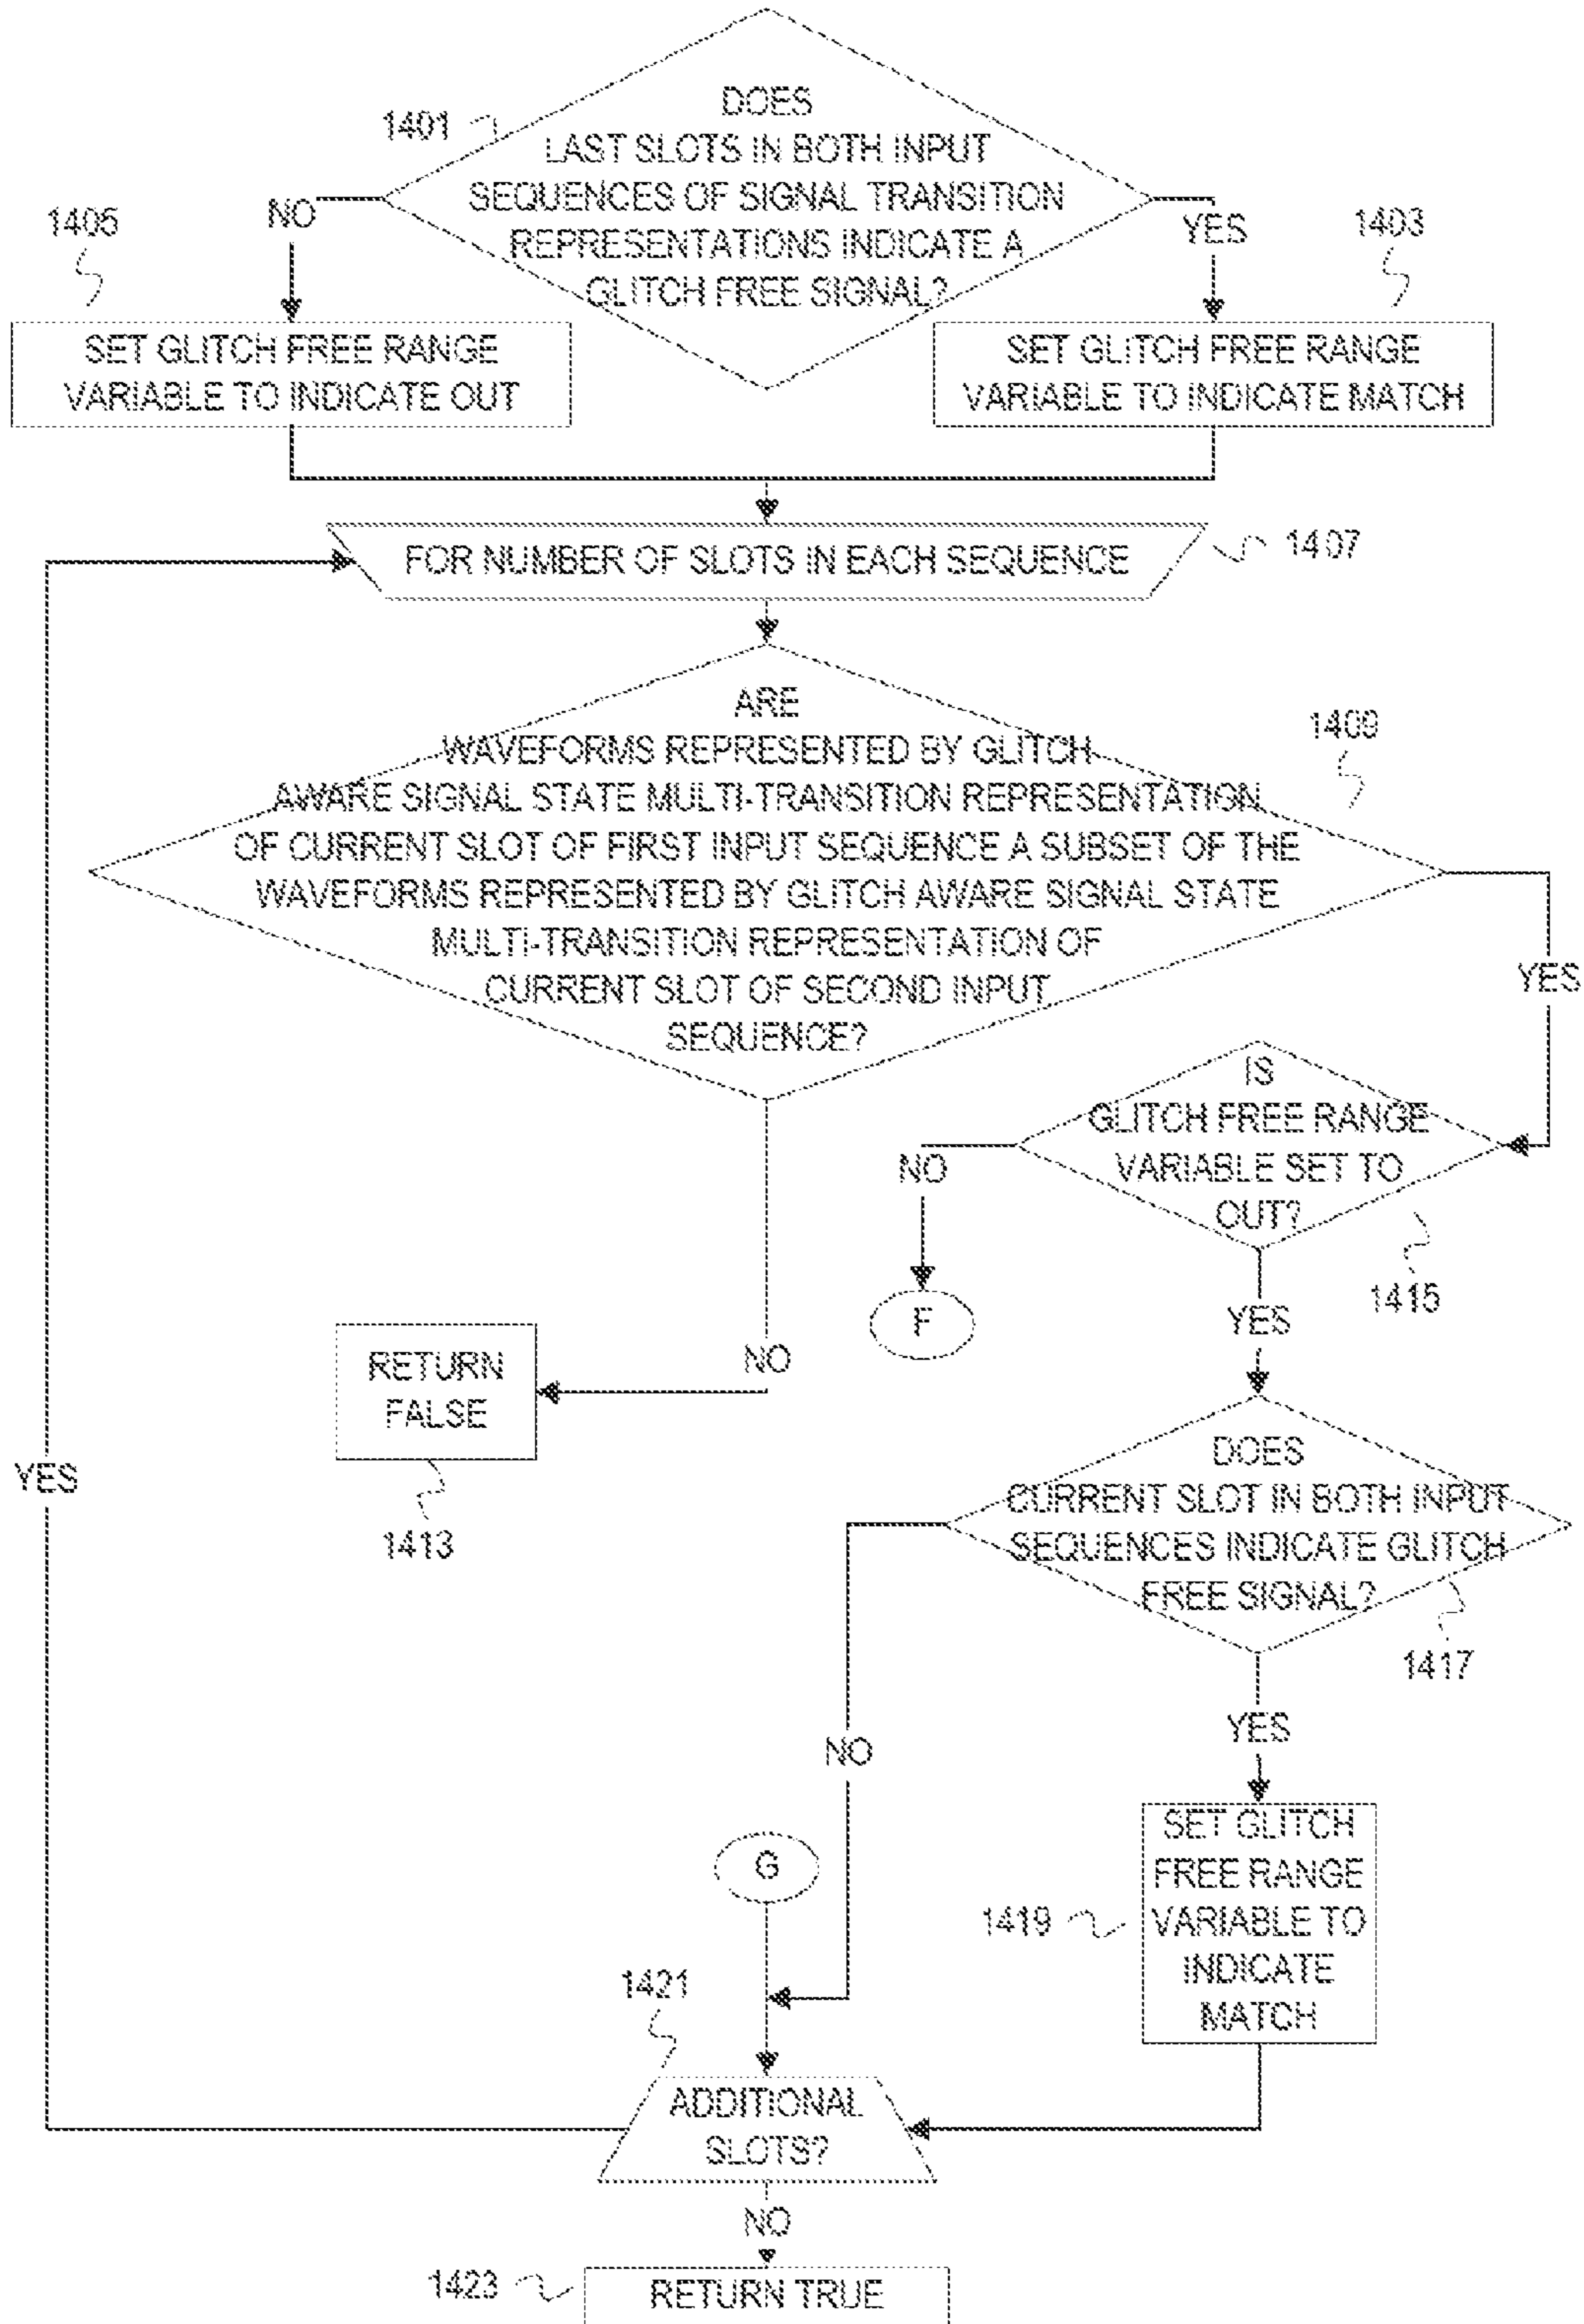 DOES
LAST SLOTS IN BOTH INPUT
SEQUENCES OF SIGNAL TRANSITION
REPRESENTATIONS INDICATE A
GLITCH FREE SIGNAL?
1401
NO
YES
1405
1403
SET GLITCH FREE RANGE
VARIABLE TO INDICATE OUT
SET GLITCH FREE RANGE
VARIABLE TO INDICATE MATCH
FOR NUMBER OF SLOTS IN EACH SEQUENCE
1407
ARE
WAVEFORMS REPRESENTED BY GLITCH
AWARE SIGNAL STATE MULTI-TRANSITION REPRESENTATION
OF CURRENT SLOT OF FIRST INPUT SEQUENCE A SUBSET OF THE
WAVEFORMS REPRESENTED BY GLITCH AWARE SIGNAL STATE
MULTI-TRANSITION REPRESENTATION OF
CURRENT SLOT OF SECOND INPUT
SEQUENCE?
1409
YES
IS
GLITCH FREE RANGE
VARIABLE SET TO
OUT?
1415
NO
F
YES
NO
RETURN
FALSE
1413
YES
DOES
CURRENT SLOT IN BOTH INPUT
SEQUENCES INDICATE GLITCH
FREE SIGNAL?
1417
NO
YES
SET GLITCH
FREE RANGE
VARIABLE TO
INDICATE
MATCH
1419
G
1421
ADDITIONAL
SLOTS?
NO
1423
RETURN TRUE